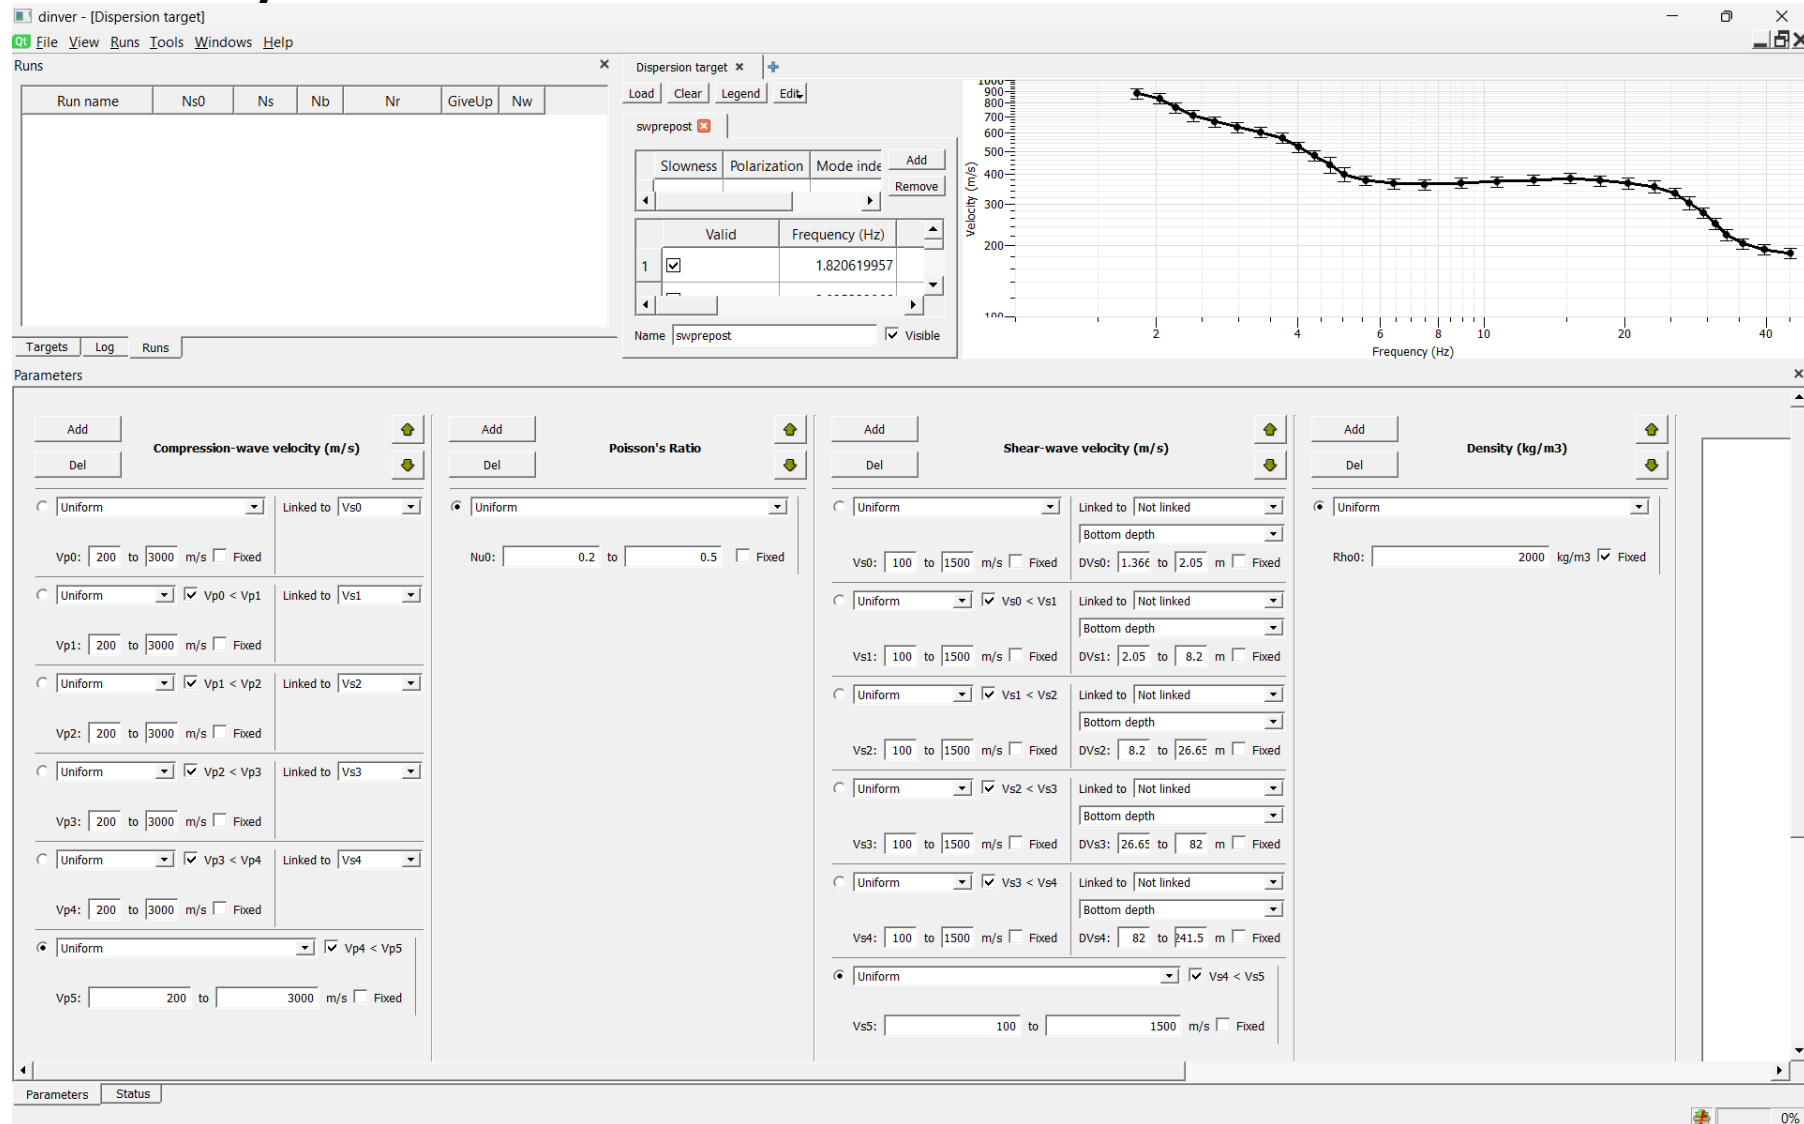 dinver - [Dispersion target]
File View Runs Tools Windows Help
Runs
Run name Ns0 Ns Nb Nr GiveUp Nw
Targets Log Runs
Dispersion target
Load Clear Legend Edit
swprepost
Slowness Polarization Mode inde
Add
Remove
Valid Frequency (Hz)
1 1.820619957
Name swprepost Visible
1000
900
800
700
600
500
400
300
200
100
Velocity (m/s)
2 4 6 8 10 20 40
Frequency (Hz)
Parameters
Add
Del
Compression-wave velocity (m/s)
Uniform Linked to Vs0
Vp0: 200 to 3000 m/s Fixed
Uniform Vp0 < Vp1 Linked to Vs1
Vp1: 200 to 3000 m/s Fixed
Uniform Vp1 < Vp2 Linked to Vs2
Vp2: 200 to 3000 m/s Fixed
Uniform Vp2 < Vp3 Linked to Vs3
Vp3: 200 to 3000 m/s Fixed
Uniform Vp3 < Vp4 Linked to Vs4
Vp4: 200 to 3000 m/s Fixed
Uniform Vp4 < Vp5
Vp5: 200 to 3000 m/s Fixed
Add
Del
Poisson's Ratio
Uniform
Nu0: 0.2 to 0.5 Fixed
Add
Del
Shear-wave velocity (m/s)
Uniform Linked to Not linked
Bottom depth
Vs0: 100 to 1500 m/s Fixed DVs0: 1.366 to 2.05 m Fixed
Uniform Vs0 < Vs1 Linked to Not linked
Bottom depth
Vs1: 100 to 1500 m/s Fixed DVs1: 2.05 to 8.2 m Fixed
Uniform Vs1 < Vs2 Linked to Not linked
Bottom depth
Vs2: 100 to 1500 m/s Fixed DVs2: 8.2 to 26.65 m Fixed
Uniform Vs2 < Vs3 Linked to Not linked
Bottom depth
Vs3: 100 to 1500 m/s Fixed DVs3: 26.65 to 82 m Fixed
Uniform Vs3 < Vs4 Linked to Not linked
Bottom depth
Vs4: 100 to 1500 m/s Fixed DVs4: 82 to 241.5 m Fixed
Uniform Vs4 < Vs5
Vs5: 100 to 1500 m/s Fixed
Add
Del
Density (kg/m3)
Uniform
Rho0: 2000 kg/m3 Fixed
Parameters Status
0%